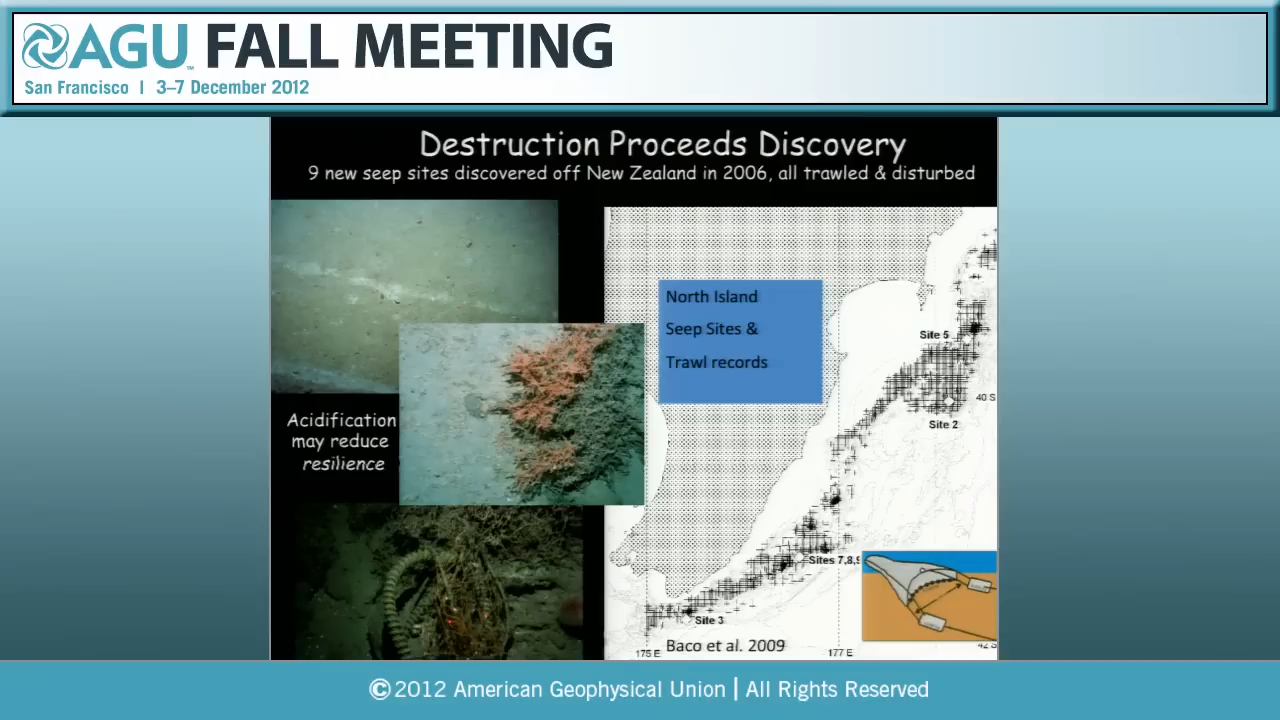 AGU FALL MEETING
San Francisco | 3–7 December 2012
Destruction Proceeds Discovery
9 new seep sites discovered off New Zealand in 2006, all trawled & disturbed
North Island
Seep Sites &
Trawl records
Site 5
40 S
Site 2
Acidification
may reduce
resilience
Sites 7,8,9
Site 3
Baco et al. 2009
175 E
177 E
42 S
©2012 American Geophysical Union | All Rights Reserved